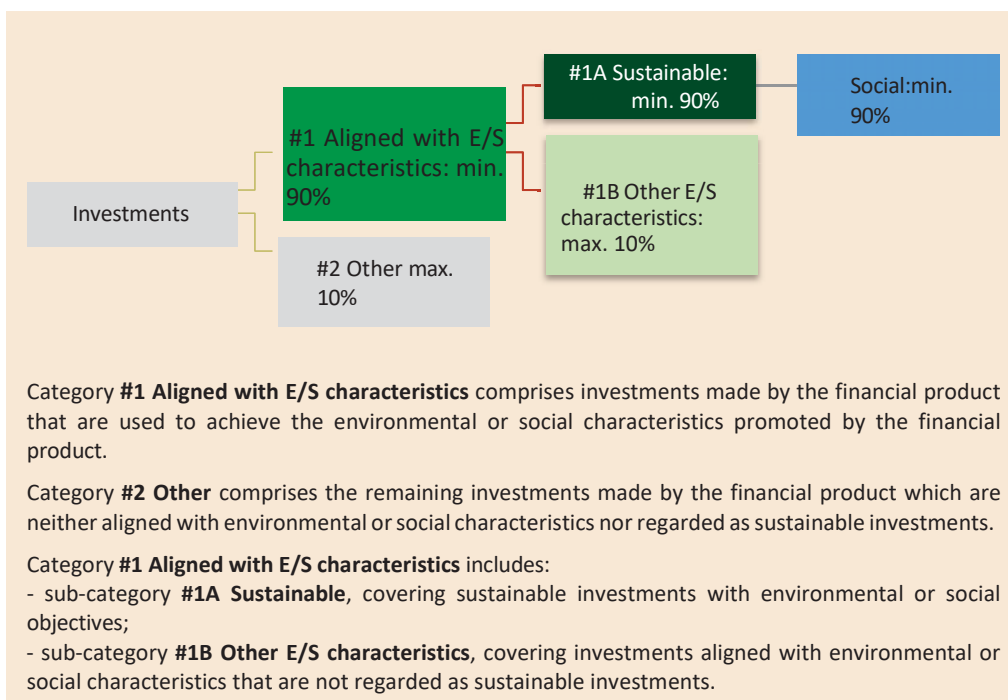 #1A Sustainable:
min. 90%
Social:min.
90%
#1 Aligned with E/S
characteristics: min.
90%
#1B Other E/S
characteristics:
max. 10%
Investments
#2 Other max.
10%
Category #1 Aligned with E/S characteristics comprises investments made by the financial product
that are used to achieve the environmental or social characteristics promoted by the financial
product.
Category #2 Other comprises the remaining investments made by the financial product which are
neither aligned with environmental or social characteristics nor regarded as sustainable investments.
Category #1 Aligned with E/S characteristics includes:
- sub-category #1A Sustainable, covering sustainable investments with environmental or social
objectives;
- sub-category #1B Other E/S characteristics, covering investments aligned with environmental or
social characteristics that are not regarded as sustainable investments.